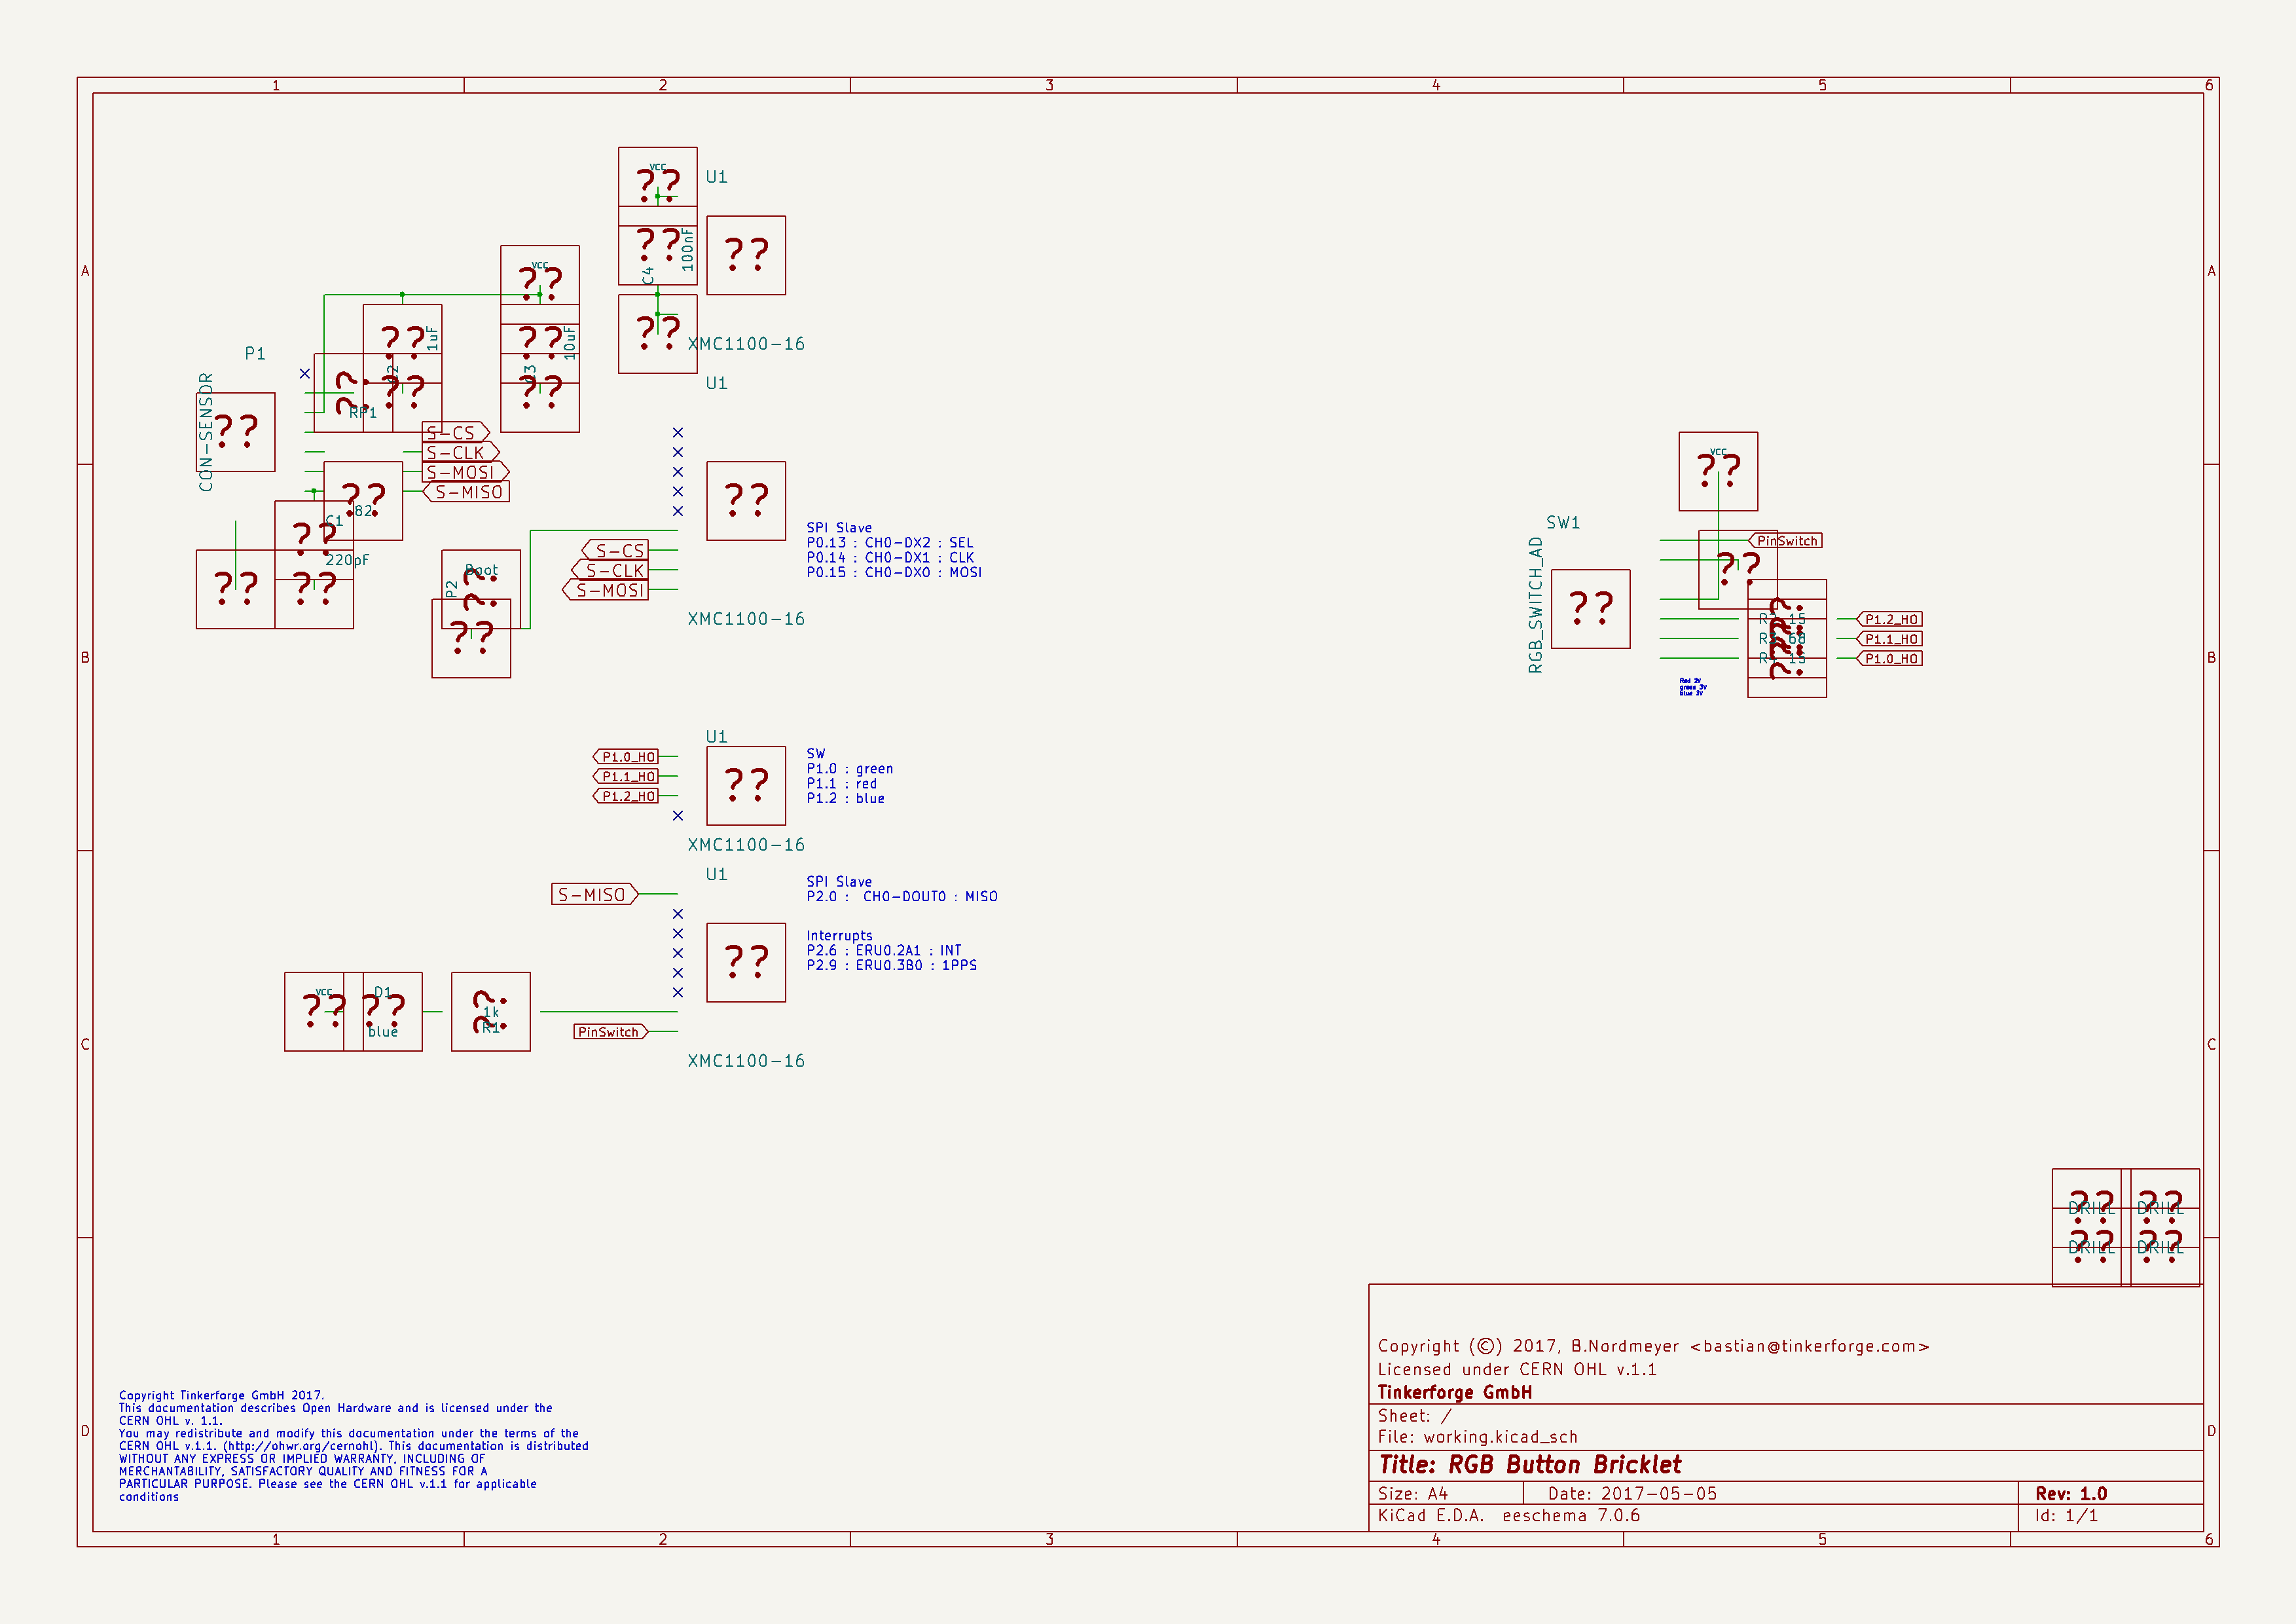 1 2 3 4 5 6
A A
B B
C C
D D
VCC
??
U1
??
100nF
C4
??
??
XMC1100-16
VCC
??
??
10uF
C3
??
??
1uF
C2
??
??
RP1
P1
CON-SENSOR
??
S-CS
S-CLK
S-MOSI
S-MISO
??
82
C1
??
220pF
??
??
Boot
??
P2
??
U1
??
SPI Slave
P0.13 : CH0-DX2 : SEL
P0.14 : CH0-DX1 : CLK
P0.15 : CH0-DX0 : MOSI
S-CS
S-CLK
S-MOSI
XMC1100-16
VCC
??
SW1
RGB_SWITCH_AD
??
PinSwitch
??
15
68
15
P1.2_HO
P1.1_HO
P1.0_HO
Red 2V
green 3V
blue 3V
U1
P1.0_HO
P1.1_HO
P1.2_HO
??
SW
P1.0 : green
P1.1 : red
P1.2 : blue
XMC1100-16
U1
S-MISO
??
SPI Slave
P2.0 : CH0-DOUT0 : MISO
Interrupts
P2.6 : ERU0.2A1 : INT
P2.9 : ERU0.3B0 : 1PPS
VCC
??
D1
??
blue
??
1k
R1
PinSwitch
XMC1100-16
?? ??
DRILL DRILL
?? ??
DRILL DRILL
Copyright Tinkerforge GmbH 2017.
This documentation describes Open Hardware and is licensed under the
CERN OHL v. 1.1.
You may redistribute and modify this documentation under the terms of the
CERN OHL v.1.1. (http://ohwr.org/cernohl). This documentation is distributed
WITHOUT ANY EXPRESS OR IMPLIED WARRANTY, INCLUDING OF
MERCHANTABILITY, SATISFACTORY QUALITY AND FITNESS FOR A
PARTICULAR PURPOSE. Please see the CERN OHL v.1.1 for applicable
conditions
Copyright (©) 2017, B.Nordmeyer <bastian@tinkerforge.com>
Licensed under CERN OHL v.1.1
Tinkerforge GmbH
Sheet: /
File: working.kicad_sch
Title: RGB Button Bricklet
Size: A4 Date: 2017-05-05 Rev: 1.0
KiCad E.D.A. eeschema 7.0.6 Id: 1/1
1 2 3 4 5 6